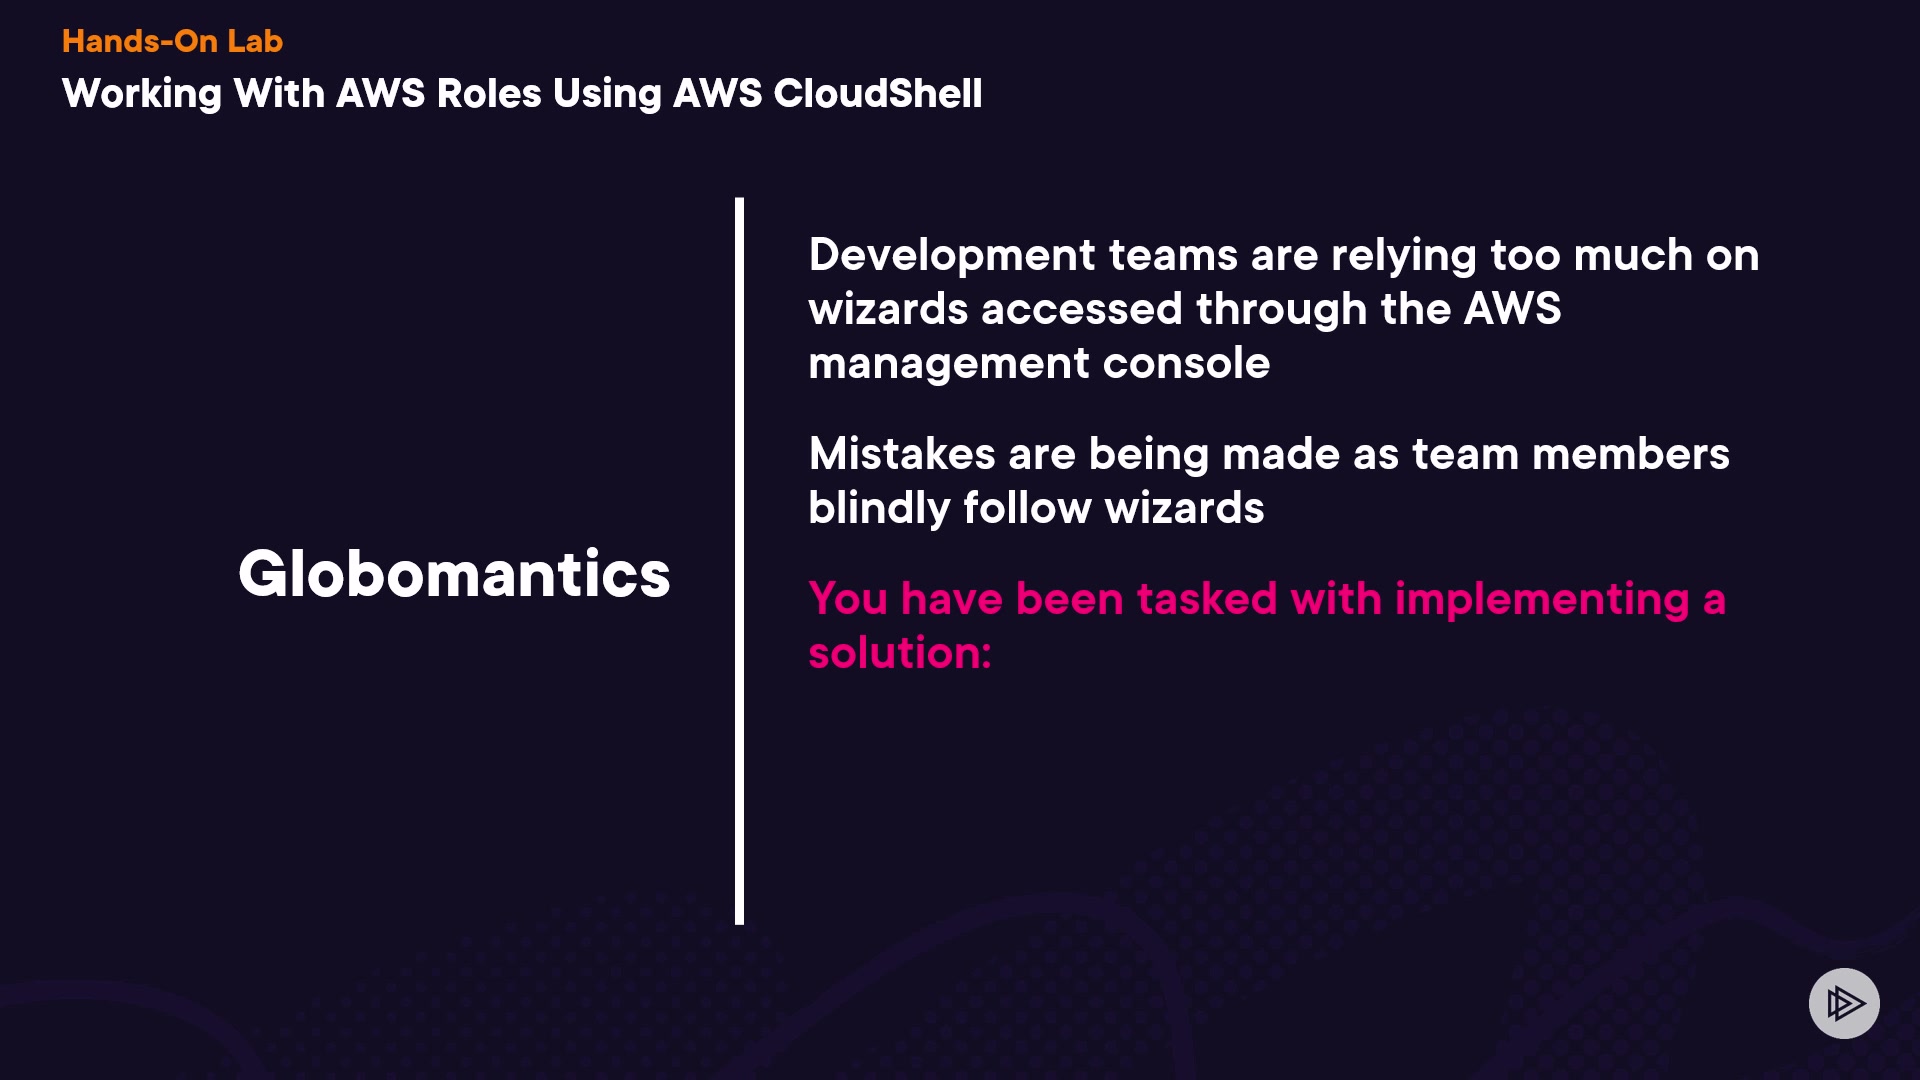 Hands-On Lab
Working With AWS Roles Using AWS CloudShell
Globomantics
Development teams are relying too much on
wizards accessed through the AWS
management console
Mistakes are being made as team members
blindly follow wizards
You have been tasked with implementing a
solution: